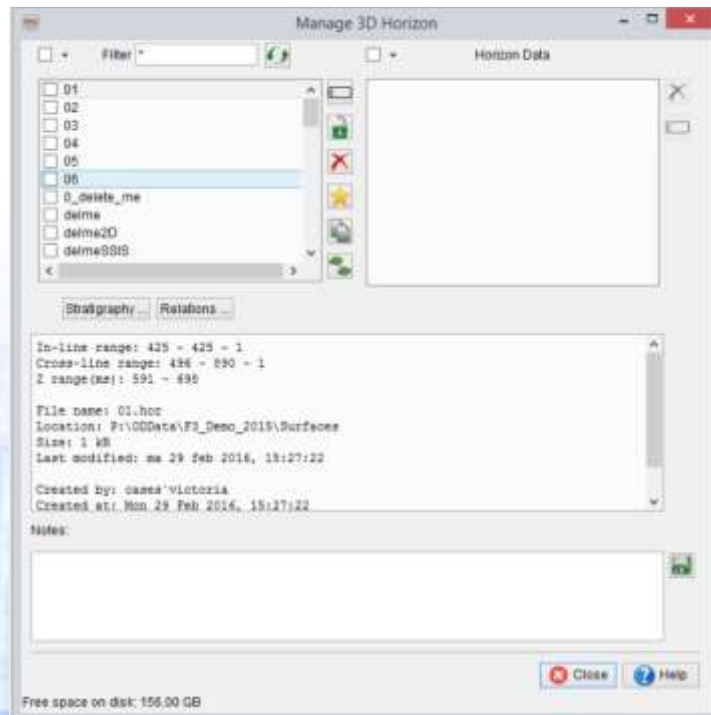 Manage 3D Horizon
Filter *
Horizon Data
01
02
03
04
05
06
0_delete_me
delme
delme2D
delmeSSIS
Stratigraphy ...
Relations ...
In-line range: 425 - 425 - 1
Cross-line range: 496 - 890 - 1
Z range(ms): 591 - 698
File name: 01.hor
Location: P:\ODData\F3_Demo_2015\Surfaces
Size: 1 kB
Last modified: ma 29 feb 2016, 15:27:22
Created by: cases'victoria
Created at: Mon 29 Feb 2016, 15:27:22
Notes:
Close
Help
Free space on disk: 156.00 GB